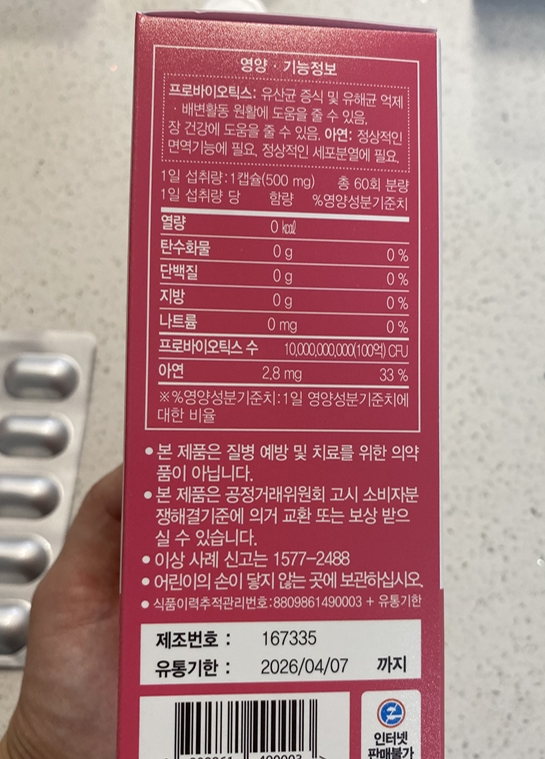 영양 · 기능정보
프로바이오틱스: 유산균 증식 및 유해균 억제
· 배변활동 원활에 도움을 줄 수 있음,
장 건강에 도움을 줄 수 있음. 아연: 정상적인
면역기능에 필요, 정상적인 세포분열에 필요.
1일 섭취량:1캡슐(500 mg) 총 60회 분량
1일 섭취량 당 함량 %영양성분기준치
열량 0 ㎉
탄수화물 0 g 0 %
단백질 0 g 0 %
지방 0 g 0 %
나트륨 0 mg 0 %
프로바이오틱스 수 10,000,000,000(100억) CFU
아연 2.8 mg 33 %
※%영양성분기준치:1일 영양성분기준치에
대한 비율
• 본 제품은 질병 예방 및 치료를 위한 의약
품이 아닙니다.
• 본 제품은 공정거래위원회 고시 소비자분
쟁해결기준에 의거 교환 또는 보상 받으
실 수 있습니다.
• 이상 사례 신고는 1577-2488
• 어린이의 손이 닿지 않는 곳에 보관하십시오.
• 식품이력추적관리번호:8809861490003 + 유통기한
제조번호 : 167335
유통기한 : 2026/04/07 까지
인터넷
판매불가